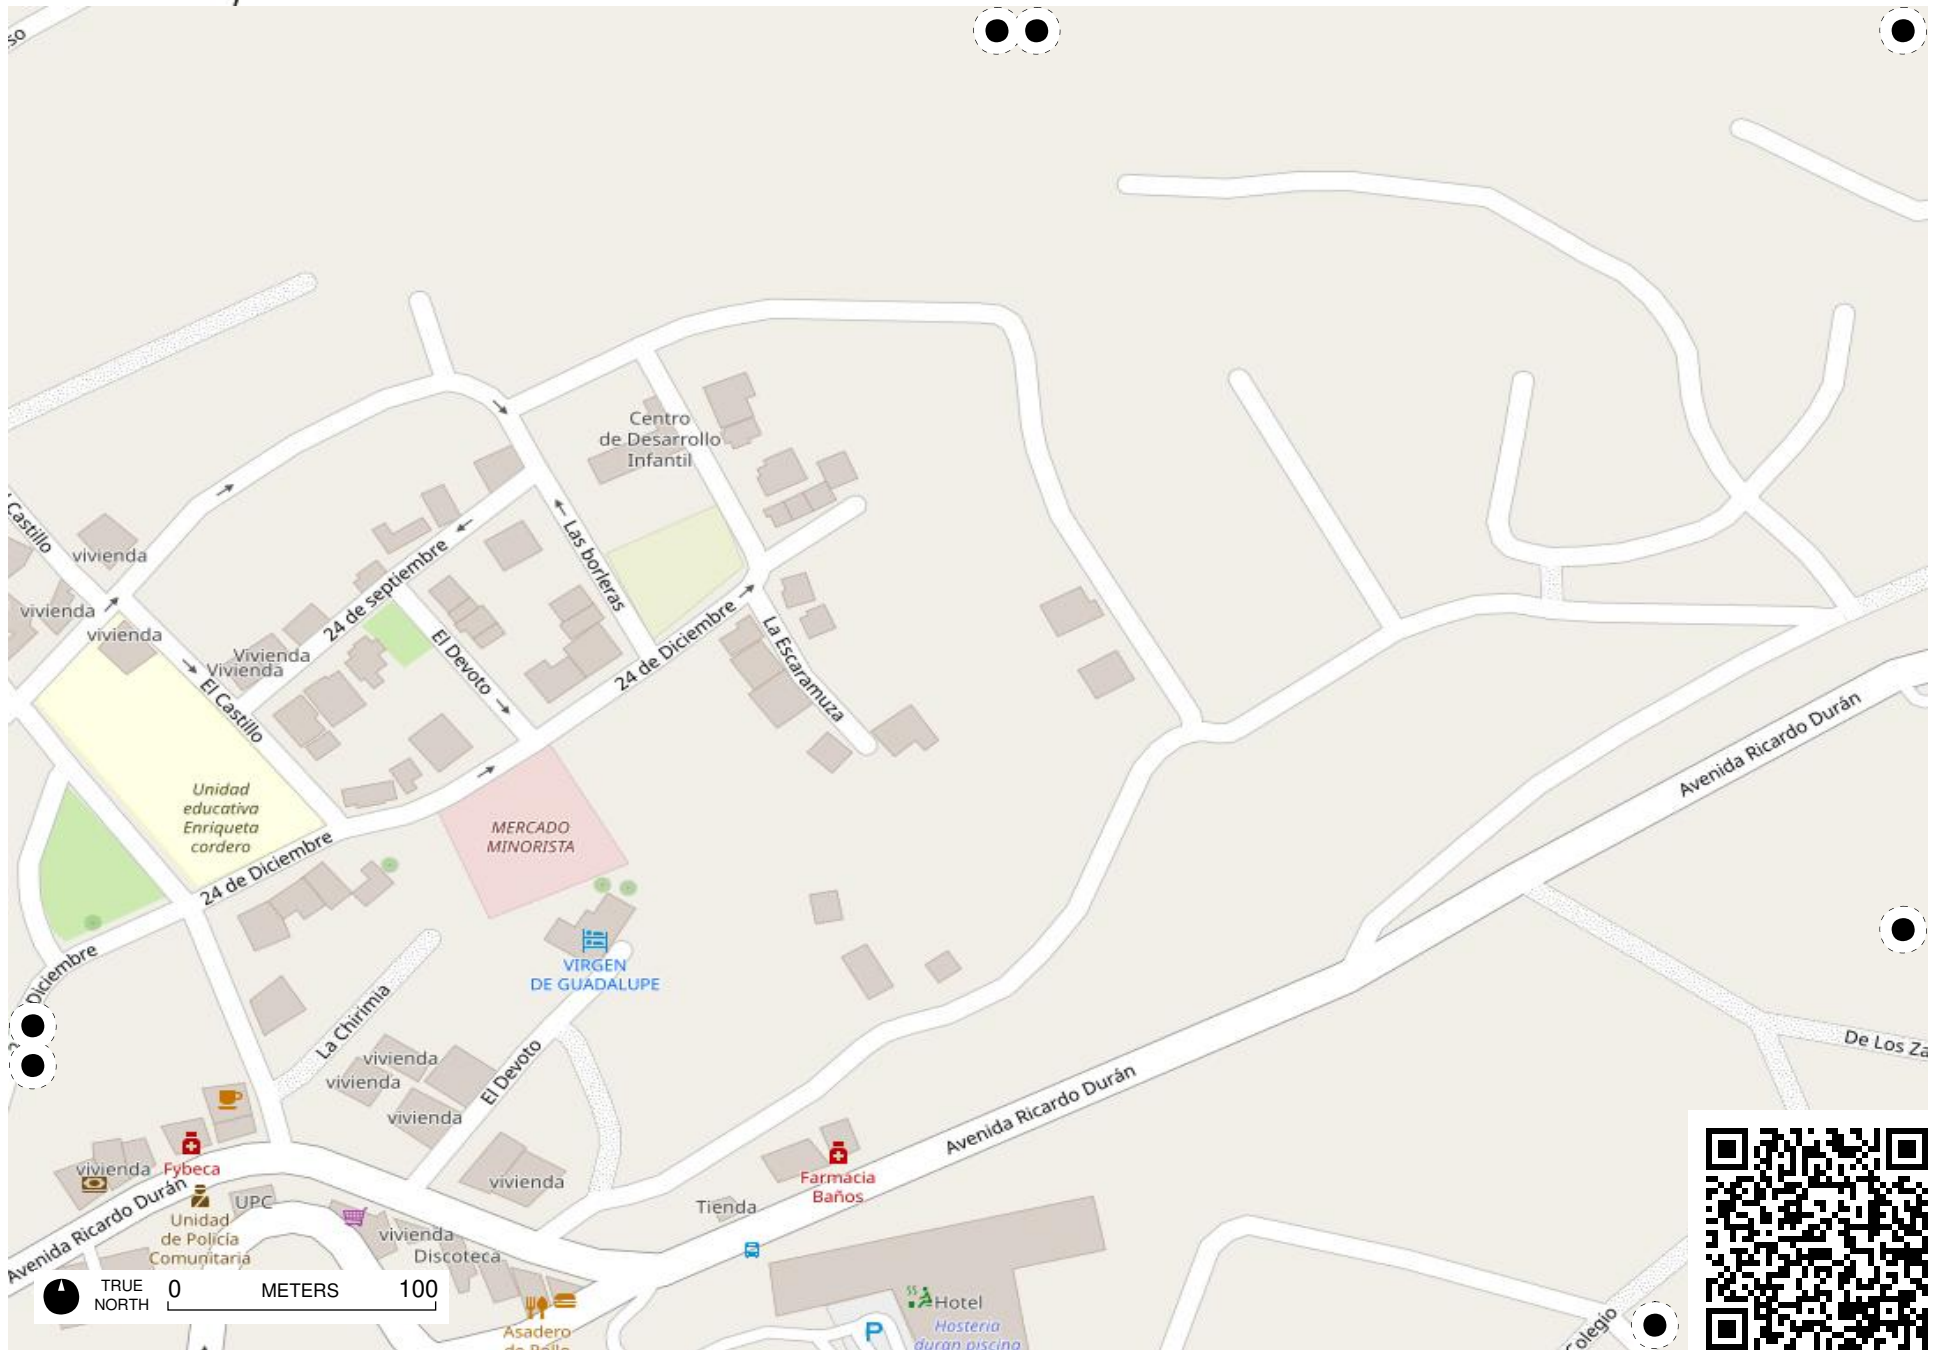 so
Centro
de Desarrollo
Infantil
Castillo
vivienda
vivienda
vivienda
24 de septiembre
Las borleras
Vivienda
Vivienda
El Devoto
24 de Diciembre
La Escaramuza
El Castillo
Avenida Ricardo Durán
Unidad
educativa
Enriqueta
cordero
MERCADO
MINORISTA
24 de Diciembre
Diciembre
VIRGEN
DE GUADALUPE
La Chirimia
De Los Za
vivienda
vivienda
El Devoto
vivienda
Avenida Ricardo Durán
vivienda
Fybeca
vivienda
Farmacia
Baños
Avenida Ricardo Durán
UPC
Tienda
Unidad
de Policía
Comunitaria
vivienda
Discoteca
TRUE
NORTH
0 METERS 100
Hotel
Hosteria
duran piscina
P
Asadero
de Pollo
Colegio